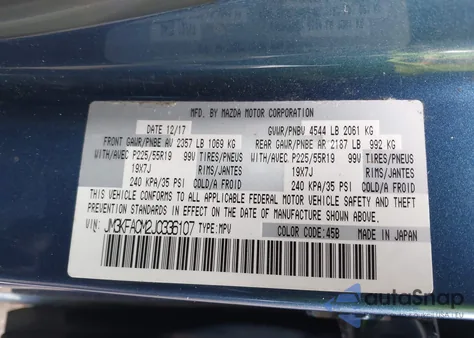 MFD. BY MAZDA MOTOR CORPORATION
DATE 12/17 GVWR/PNBV 4544 LB 2061 KG
FRONT GAWR/PNBE AV 2357 LB 1069 KG REAR GAWR/PNBE AR 2187 LB 992 KG
WITH/AVEC P225/55R19 99V TIRES/PNEUS WITH/AVEC P225/55R19 99V TIRES/PNEUS
19X7J RIMS/JANTES 19X7J RIMS/JANTES
240 KPA/35 PSI COLD/À FROID 240 KPA/35 PSI COLD/À FROID
THIS VEHICLE CONFORMS TO ALL APPLICABLE FEDERAL MOTOR VEHICLE SAFETY AND THEFT
PREVENTION STANDARDS IN EFFECT ON THE DATE OF MANUFACTURE SHOWN ABOVE.
VIN: JM3KFACM2J0336107 TYPE:MPV COLOR CODE:45B MADE IN JAPAN
autoSnap